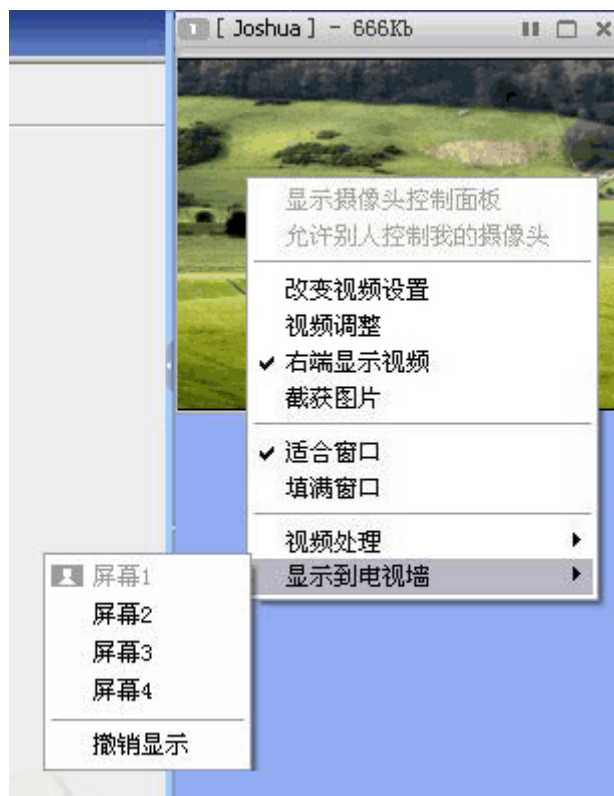 1 [ Joshua ] - 666Kb
显示摄像头控制面板
允许别人控制我的摄像头
改变视频设置
视频调整
右端显示视频
截获图片
适合窗口
填满窗口
视频处理
显示到电视墙
屏幕1
屏幕2
屏幕3
屏幕4
撤销显示